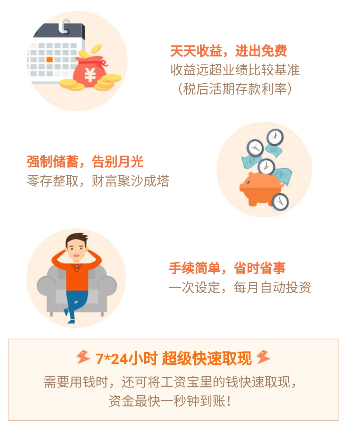 天天收益，进出免费
收益远超业绩比较基准
（税后活期存款利率）
¥
强制储蓄，告别月光
零存整取，财富聚沙成塔
手续简单，省时省事
一次设定，每月自动投资
7*24小时 超级快速取现
需要用钱时，还可将工资宝里的钱快速取现，
资金最快一秒钟到账！